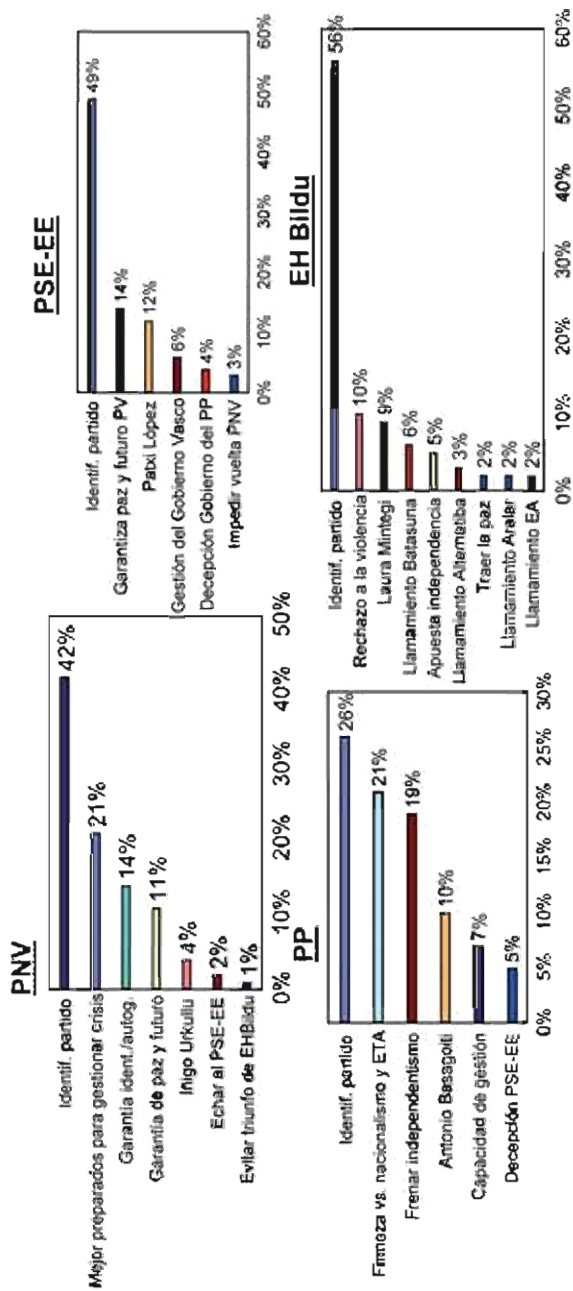 PNV
Identif. partido 42%
Mejor preparados para gestionar crisis 21%
Garantía ident./autog. 14%
Garantía de paz y futuro 11%
Iñigo Urkullu 4%
Echar al PSE-EE 2%
Evitar triunfo de EHBildu 1%
0% 10% 20% 30% 40% 50%
PSE-EE
Identif. partido 49%
Garantiza paz y futuro PV 14%
Patxi López 12%
Gestión del Gobierno Vasco 6%
Decepción Gobierno del PP 4%
Impedir vuelta PNV 3%
0% 10% 20% 30% 40% 50% 60%
PP
Identif. partido 26%
Firmeza vs. nacionalismo y ETA 21%
Frenar independentismo 19%
Antonio Basagoiti 10%
Capacidad de gestión 7%
Decepción PSE-EE 5%
0% 5% 10% 15% 20% 25% 30%
EH Bildu
Identif. partido 56%
Rechazo a la violencia 10%
Laura Mintegi 9%
Llamamiento Batasuna 6%
Apuesta independencia 5%
Llamamiento Alternatiba 3%
Traer la paz 2%
Llamamiento Aralar 2%
Llamamiento EA 2%
0% 10% 20% 30% 40% 50% 60%